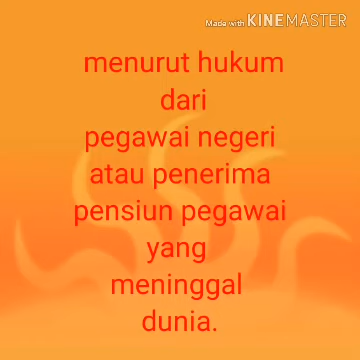 Made with KINEMASTER
menurut hukum
dari
pegawai negeri
atau penerima
pensiun pegawai
yang
meninggal
dunia.